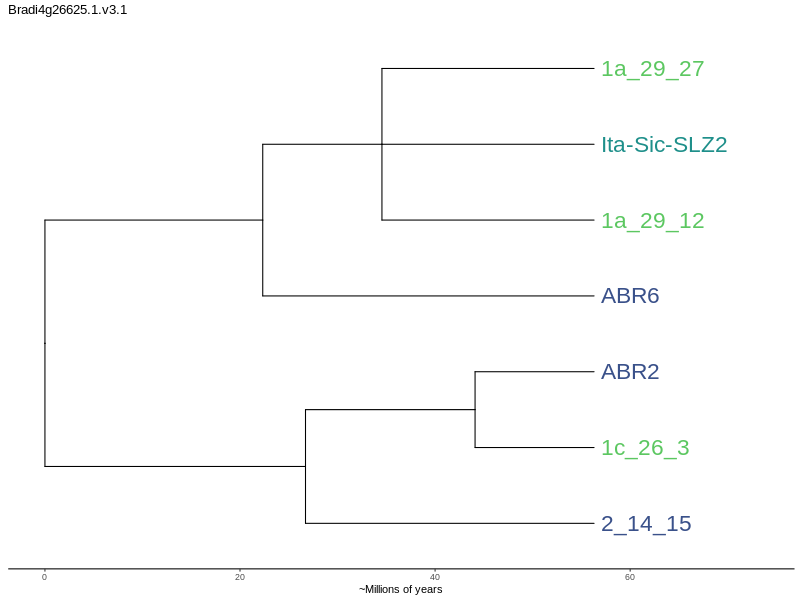 Bradi4g26625.1.v3.1
1a_29_27
Ita-Sic-SLZ2
1a_29_12
ABR6
ABR2
1c_26_3
2_14_15
0 20 40 60
~Millions of years